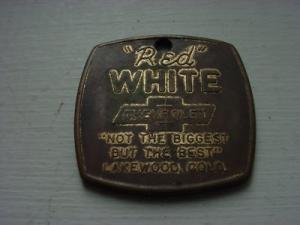 "Red"
WHITE
CHEVROLET
"NOT THE BIGGEST
BUT THE BEST"
LAKEWOOD, COLO.